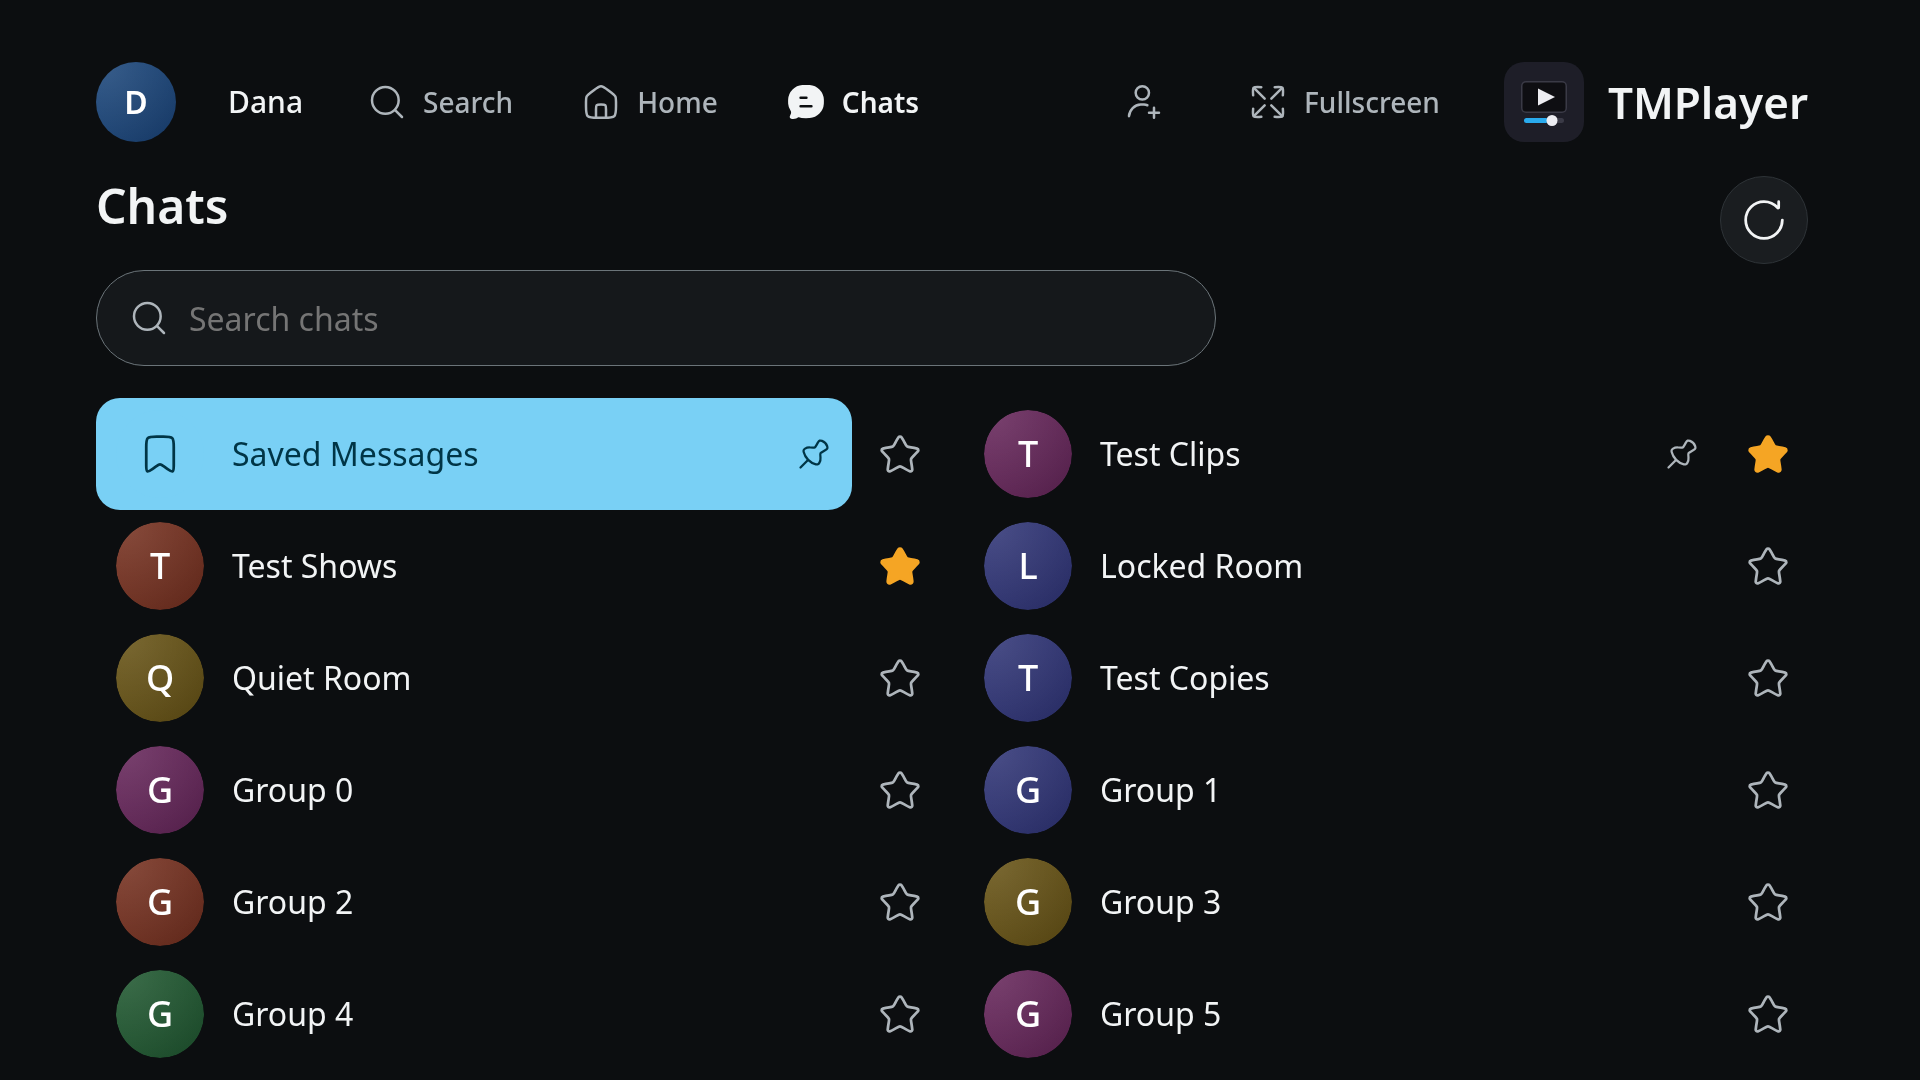 D Dana Search Home Chats Fullscreen TMPlayer
Chats
Search chats
Saved Messages
T Test Clips
T Test Shows
L Locked Room
Q Quiet Room
T Test Copies
G Group 0
G Group 1
G Group 2
G Group 3
G Group 4
G Group 5